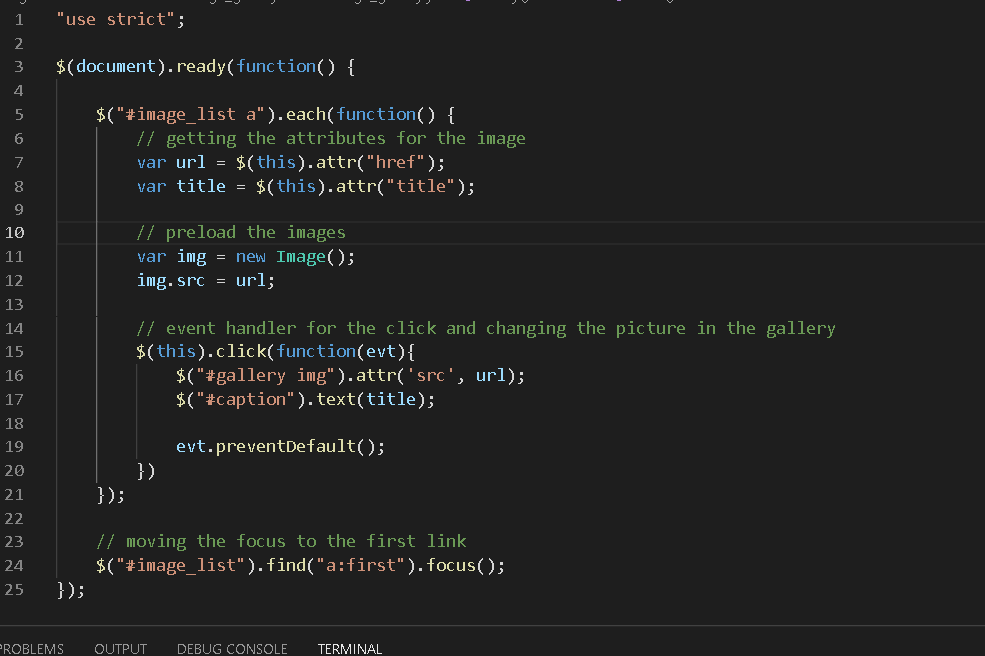 1 "use strict";
2
3 $(document).ready(function() {
4
5     $("#image_list a").each(function() {
6         // getting the attributes for the image
7         var url = $(this).attr("href");
8         var title = $(this).attr("title");
9
10         // preload the images
11         var img = new Image();
12         img.src = url;
13
14         // event handler for the click and changing the picture in the gallery
15         $(this).click(function(evt){
16             $("#gallery img").attr('src', url);
17             $("#caption").text(title);
18
19             evt.preventDefault();
20         })
21     });
22
23     // moving the focus to the first link
24     $("#image_list").find("a:first").focus();
25 });
PROBLEMS OUTPUT DEBUG CONSOLE TERMINAL